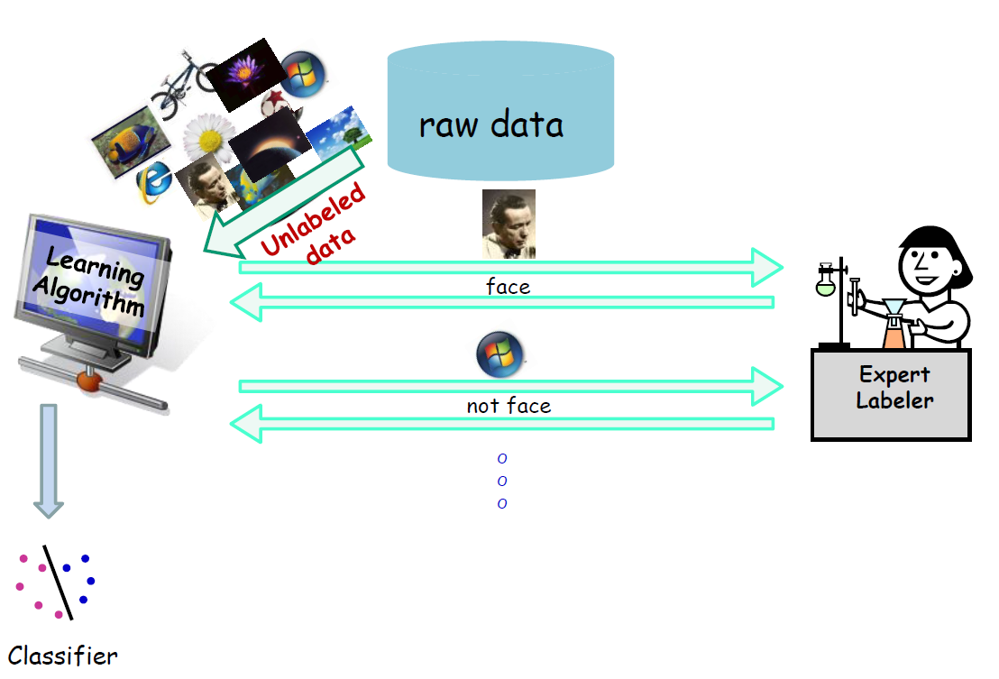 raw data
Unlabeled
data
Learning
Algorithm
face
Expert
Labeler
not face
o
o
o
Classifier